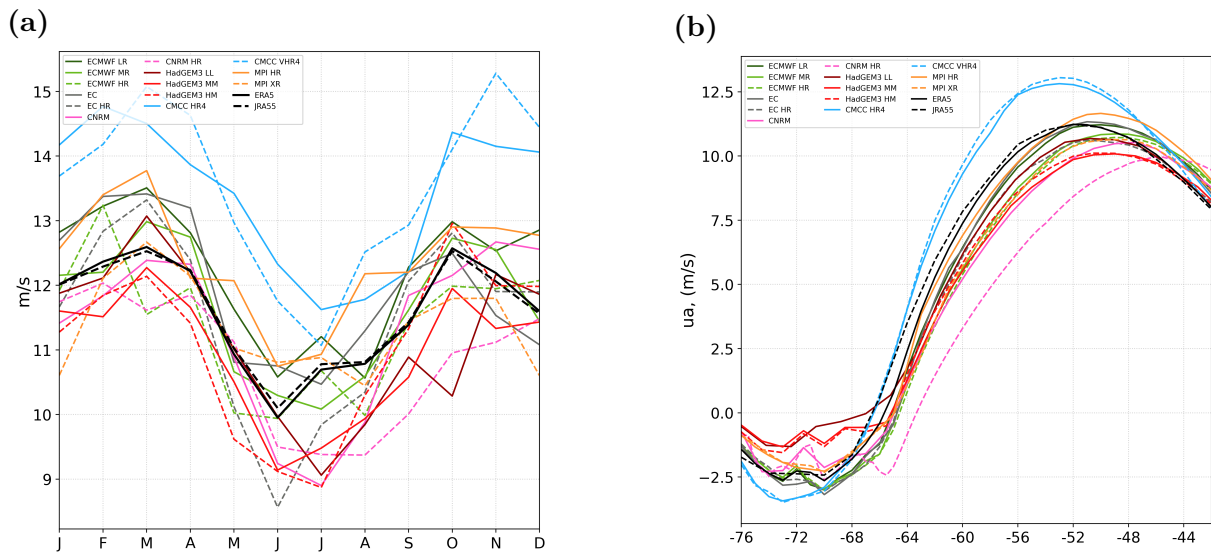 (a)
(b)
ECMWF LR
ECMWF MR
ECMWF HR
EC
EC HR
CNRM
CNRM HR
HadGEM3 LL
HadGEM3 MM
HadGEM3 HM
CMCC HR4
CMCC VHR4
MPI HR
MPI XR
ERA5
JRA55
15
14
13
12
11
10
9
m/s
J F M A M J J A S O N D
ECMWF LR
ECMWF MR
ECMWF HR
EC
EC HR
CNRM
CNRM HR
HadGEM3 LL
HadGEM3 MM
HadGEM3 HM
CMCC HR4
CMCC VHR4
MPI HR
MPI XR
ERA5
JRA55
12.5
10.0
7.5
5.0
2.5
0.0
−2.5
ua, (m/s)
-76 -72 -68 -64 -60 -56 -52 -48 -44